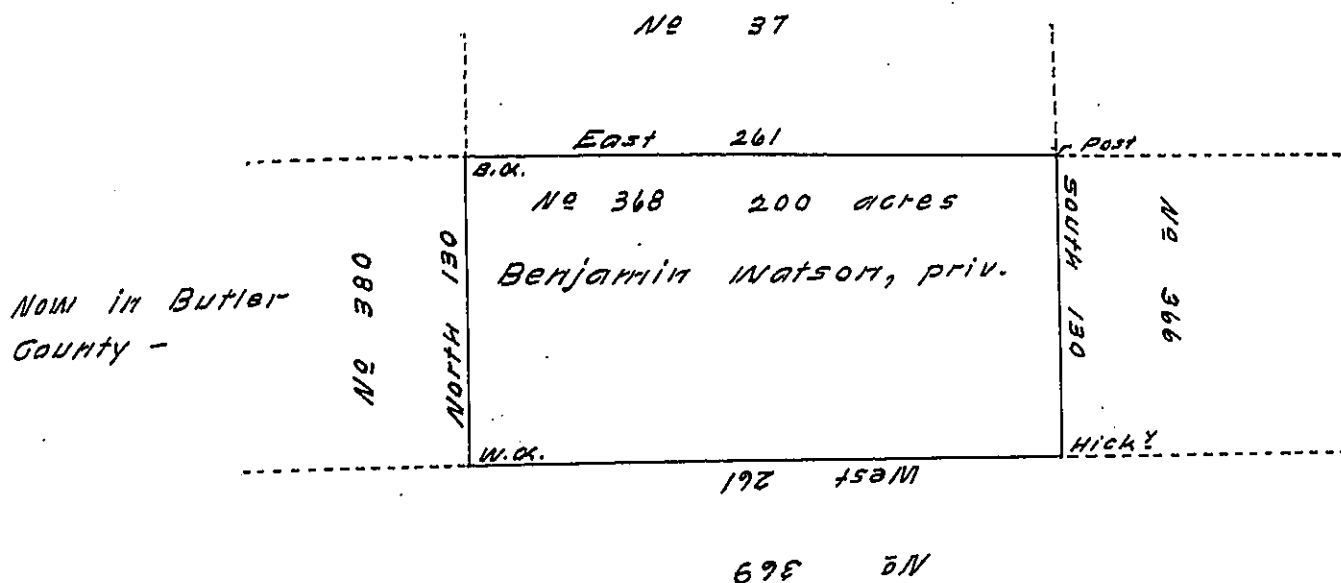 Nº 37
East 261
Post
B.O.
Nº 368 200 acres
Benjamin Watson, priv.
South 130
Nº 366
North 130
Nº 380
Now in Butler
County -
W.O.
Hickʸ
West 261
Nº 369